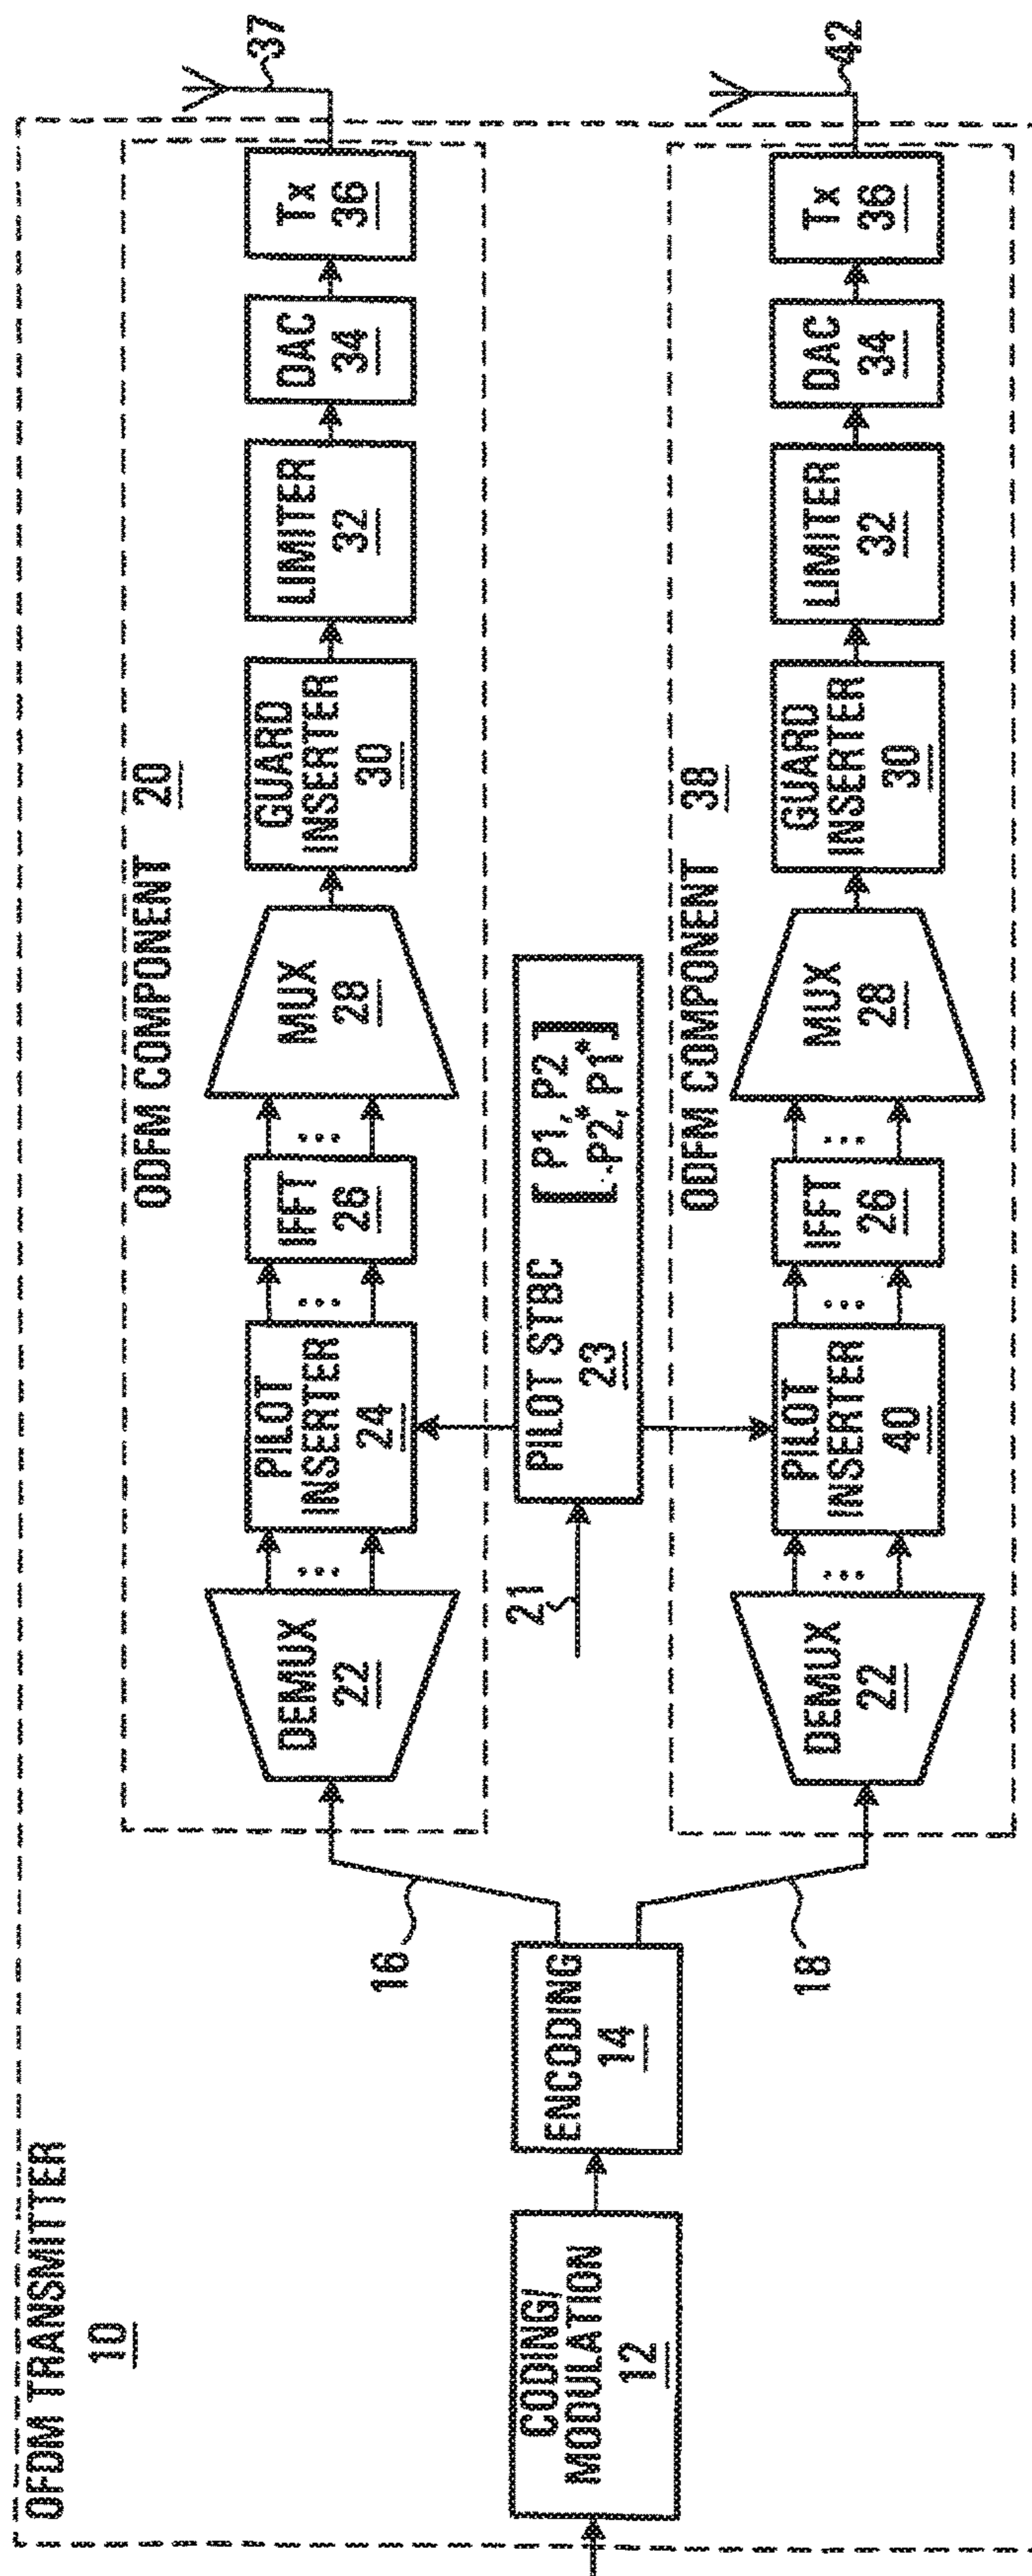 OFDM TRANSMITTER
10
CODING/
MODULATION
12
ENCODING
14
16
18
ODFM COMPONENT 20
DEMUX
22
PILOT
INSERTER
24
IFFT
26
MUX
28
GUARD
INSERTER
30
LIMITER
32
DAC
34
Tx
36
37
21
PILOT STBC
23
[P1, P2
-P2,* P1*]
ODFM COMPONENT 38
DEMUX
22
PILOT
INSERTER
40
IFFT
26
MUX
28
GUARD
INSERTER
30
LIMITER
32
DAC
34
Tx
36
42